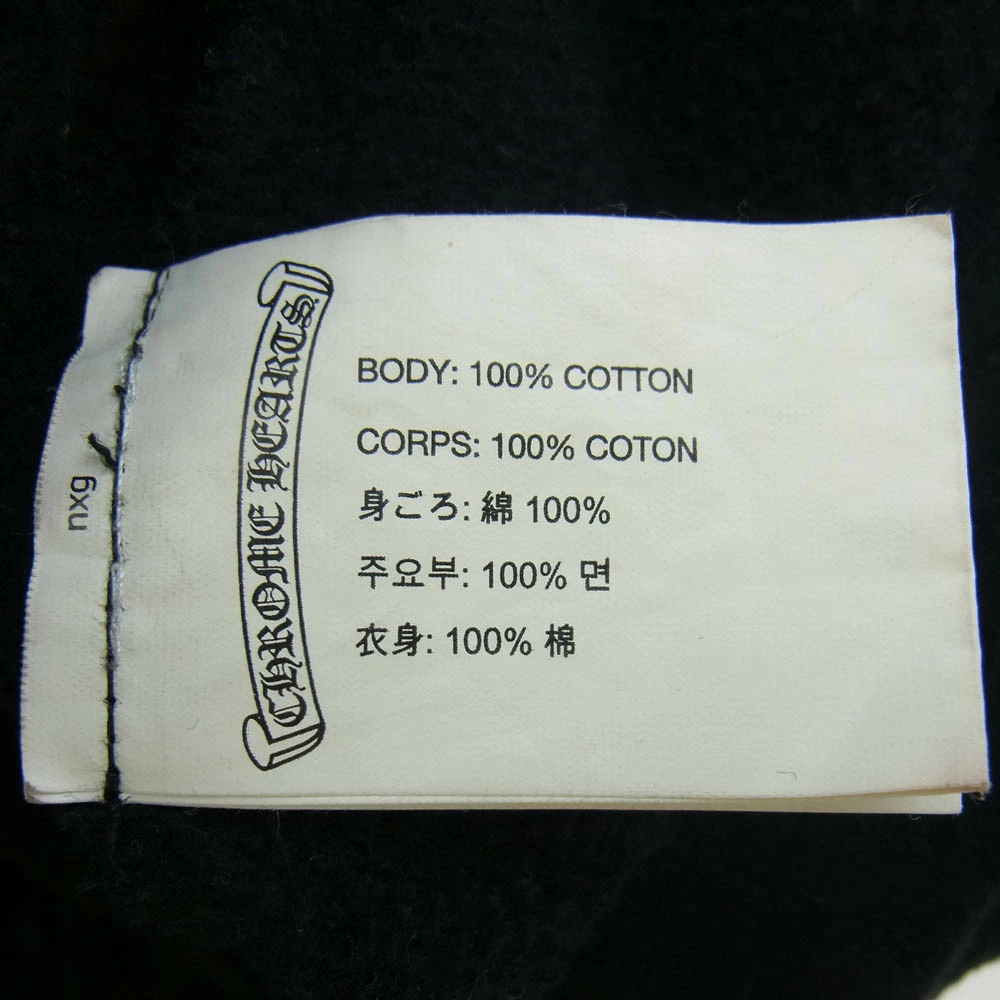 nxg
CHROME HEARTS
BODY: 100% COTTON
CORPS: 100% COTON
身ごろ: 綿 100%
주요부: 100% 면
衣身: 100% 棉